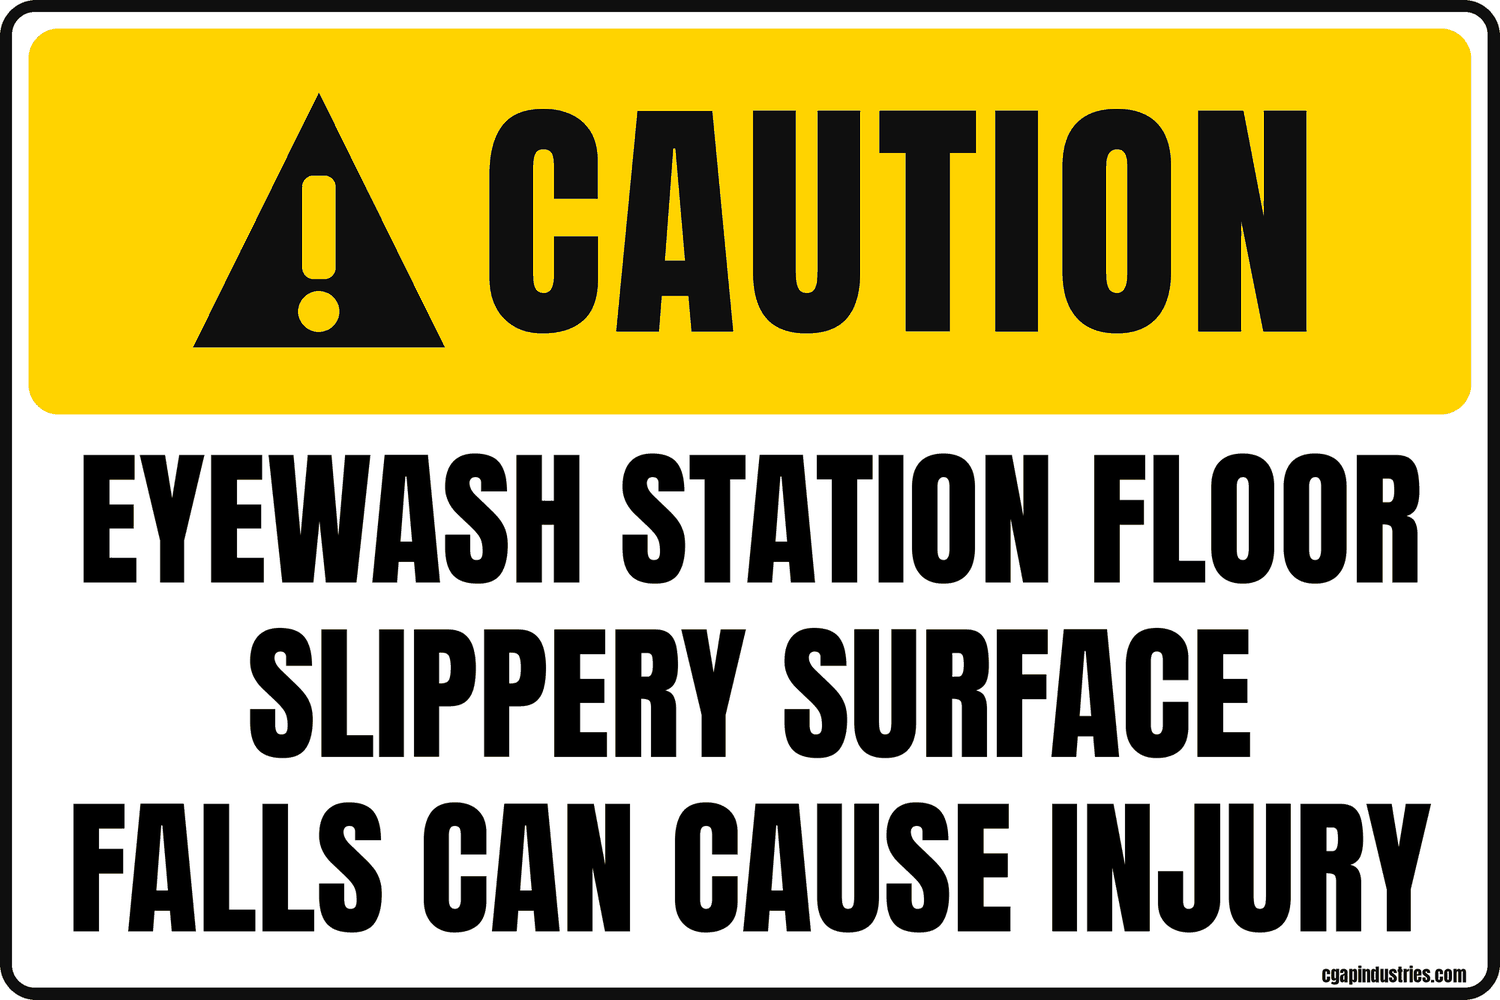 CAUTION
EYEWASH STATION FLOOR
SLIPPERY SURFACE
FALLS CAN CAUSE INJURY
cgapindustries.com